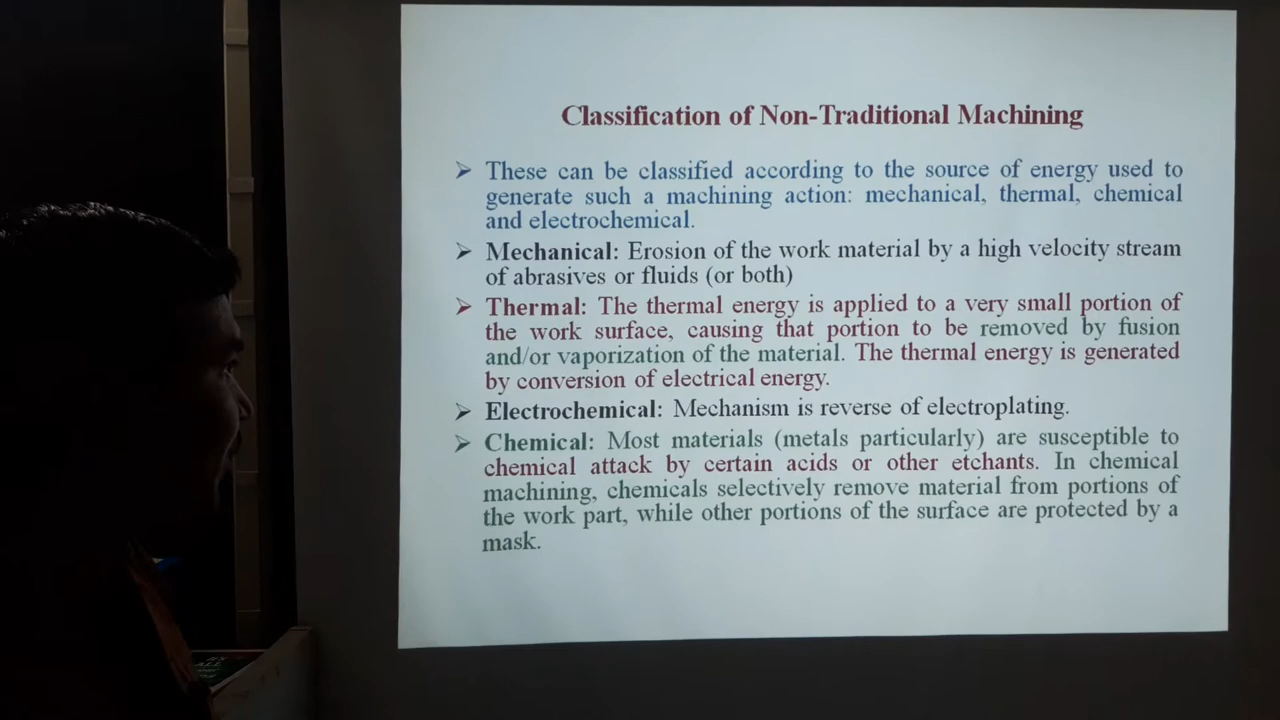 Classification of Non-Traditional Machining
➢ These can be classified according to the source of energy used to
generate such a machining action: mechanical, thermal, chemical
and electrochemical.
➢ Mechanical: Erosion of the work material by a high velocity stream
of abrasives or fluids (or both)
➢ Thermal: The thermal energy is applied to a very small portion of
the work surface, causing that portion to be removed by fusion
and/or vaporization of the material. The thermal energy is generated
by conversion of electrical energy.
➢ Electrochemical: Mechanism is reverse of electroplating.
➢ Chemical: Most materials (metals particularly) are susceptible to
chemical attack by certain acids or other etchants. In chemical
machining, chemicals selectively remove material from portions of
the work part, while other portions of the surface are protected by a
mask.
ALL